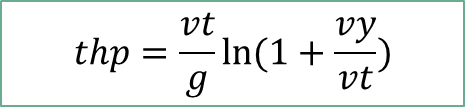 thp = vt/g ln(1 + vy/vt)